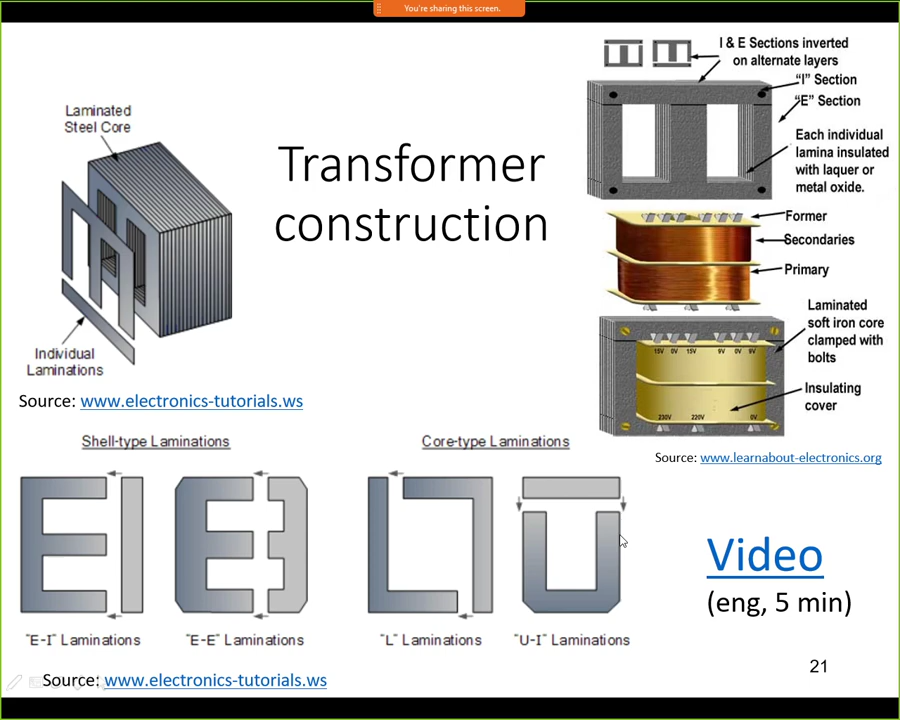 You're sharing this screen.
Laminated
Steel Core
Individual
Laminations
Source: www.electronics-tutorials.ws
Transformer
construction
I & E Sections inverted
on alternate layers
"I" Section
"E" Section
Each individual
lamina insulated
with laquer or
metal oxide.
Former
Secondaries
Primary
Laminated
soft iron core
clamped with
bolts
15V 0V 15V 9V 0V 9V
Insulating
cover
230V 220V 0V
Source: www.learnabout-electronics.org
Shell-type Laminations
Core-type Laminations
"E-I" Laminations
"E-E" Laminations
"L" Laminations
"U-I" Laminations
Video
(eng, 5 min)
21
Source: www.electronics-tutorials.ws